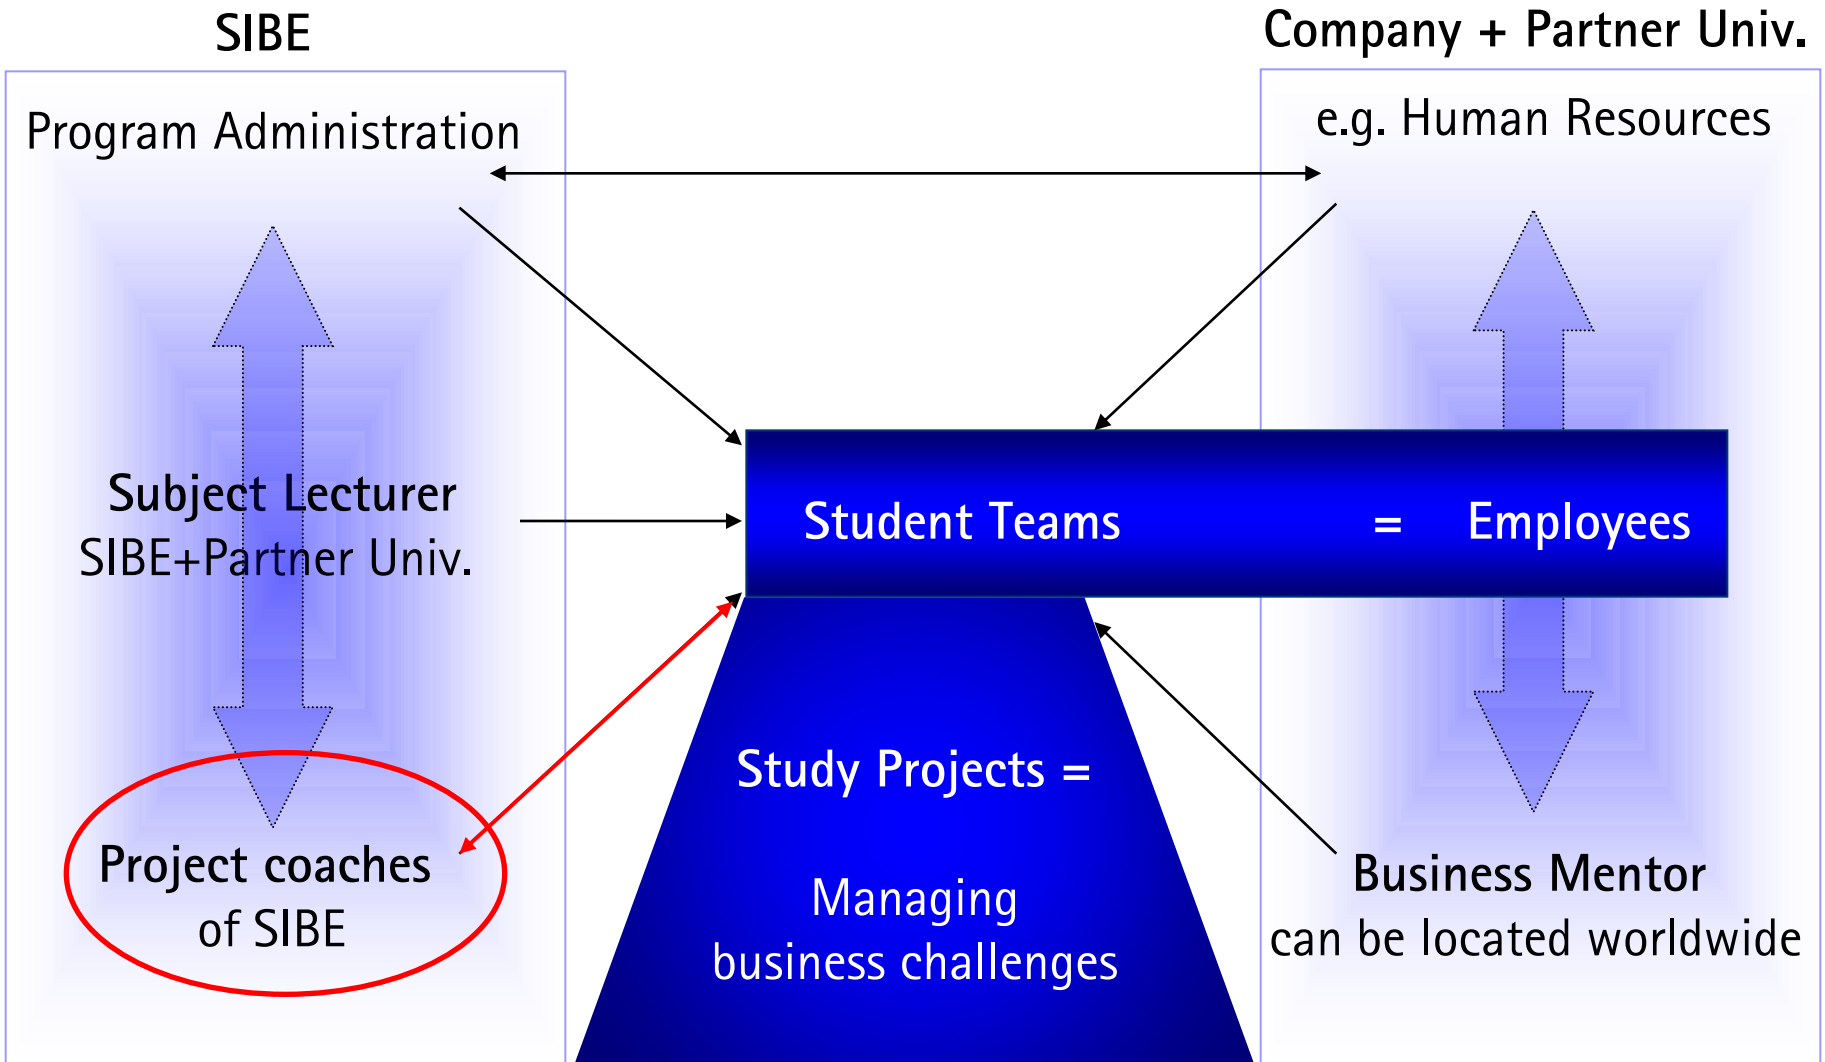 SIBE
Company + Partner Univ.
Program Administration
e.g. Human Resources
Subject Lecturer
SIBE+Partner Univ.
Student Teams = Employees
Study Projects =
Managing
business challenges
Project coaches
of SIBE
Business Mentor
can be located worldwide